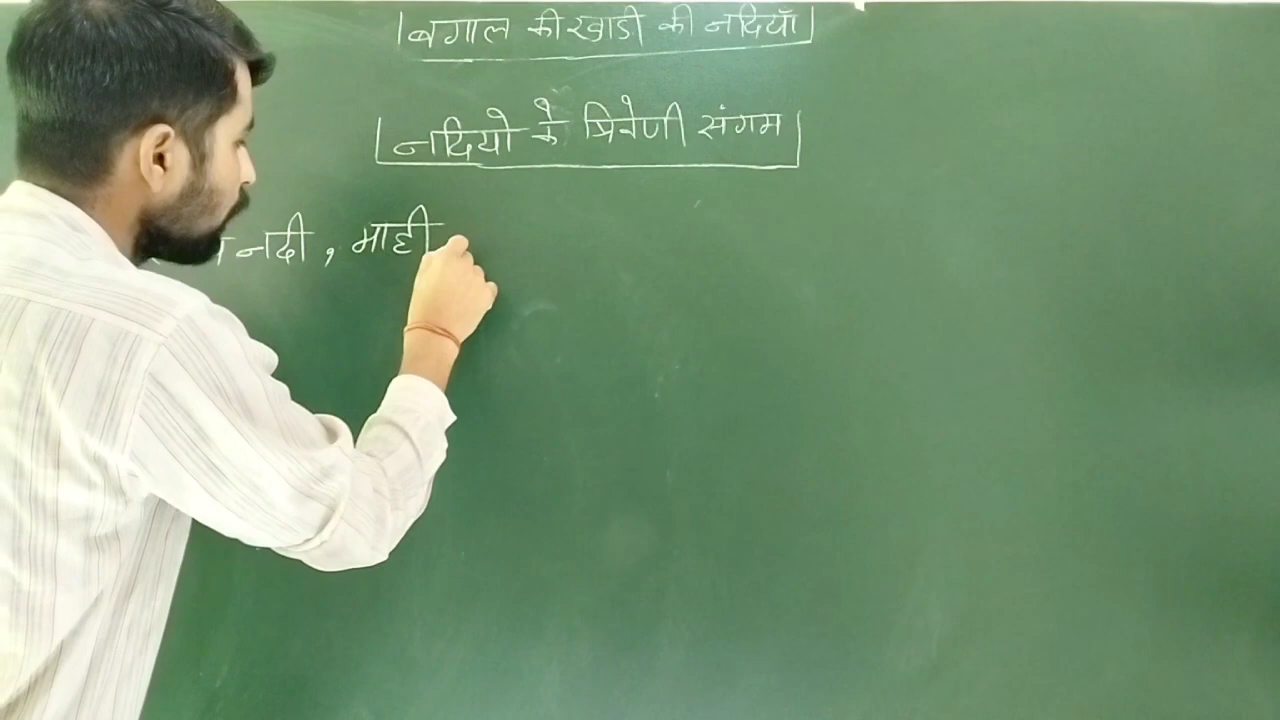 बगाल की खाडी की नदियाँ
नदियो के त्रिवेणी संगम
नदी, माही